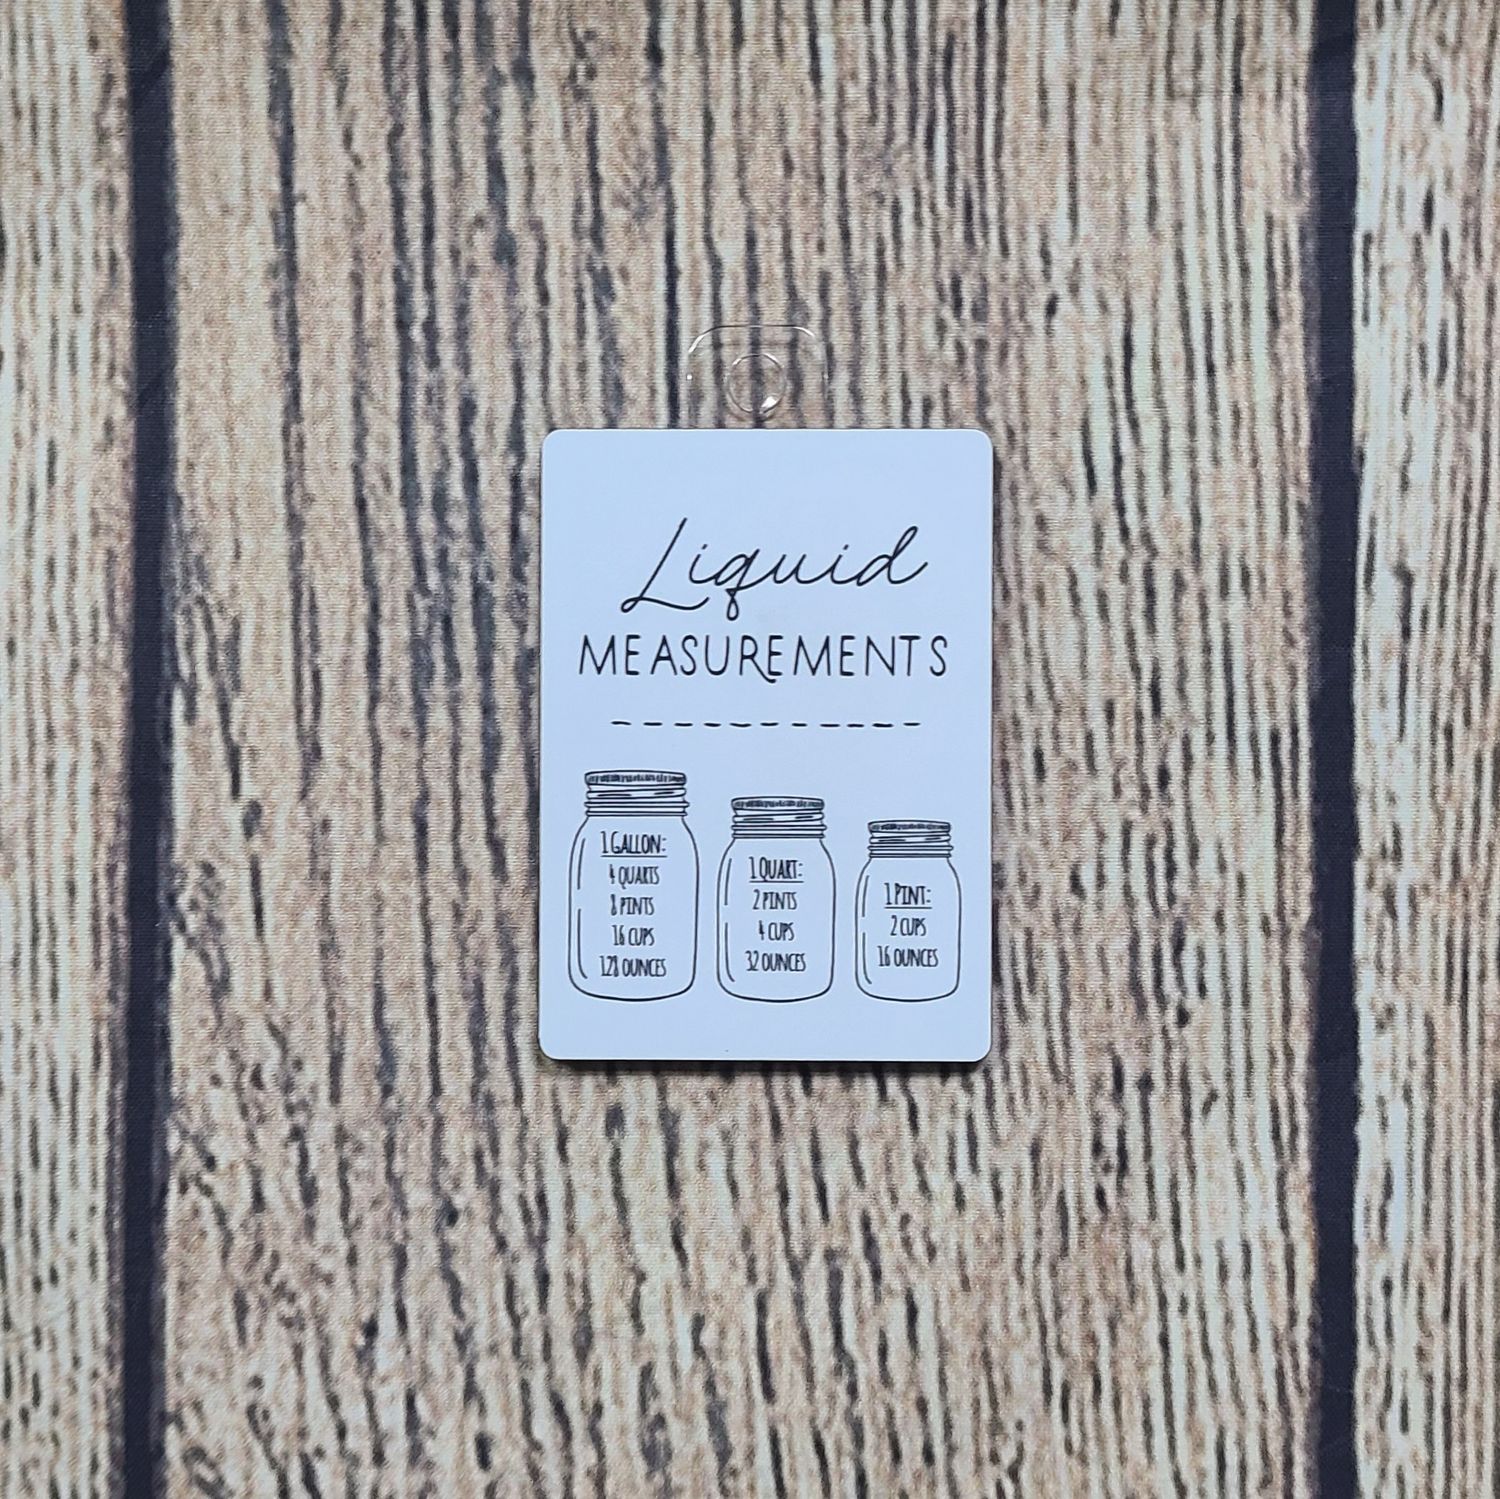 Liquid
MEASUREMENTS
1 GALLON:
4 QUARTS
8 PINTS
16 CUPS
128 OUNCES
1 QUART:
2 PINTS
4 CUPS
32 OUNCES
1 PINT:
2 CUPS
16 OUNCES